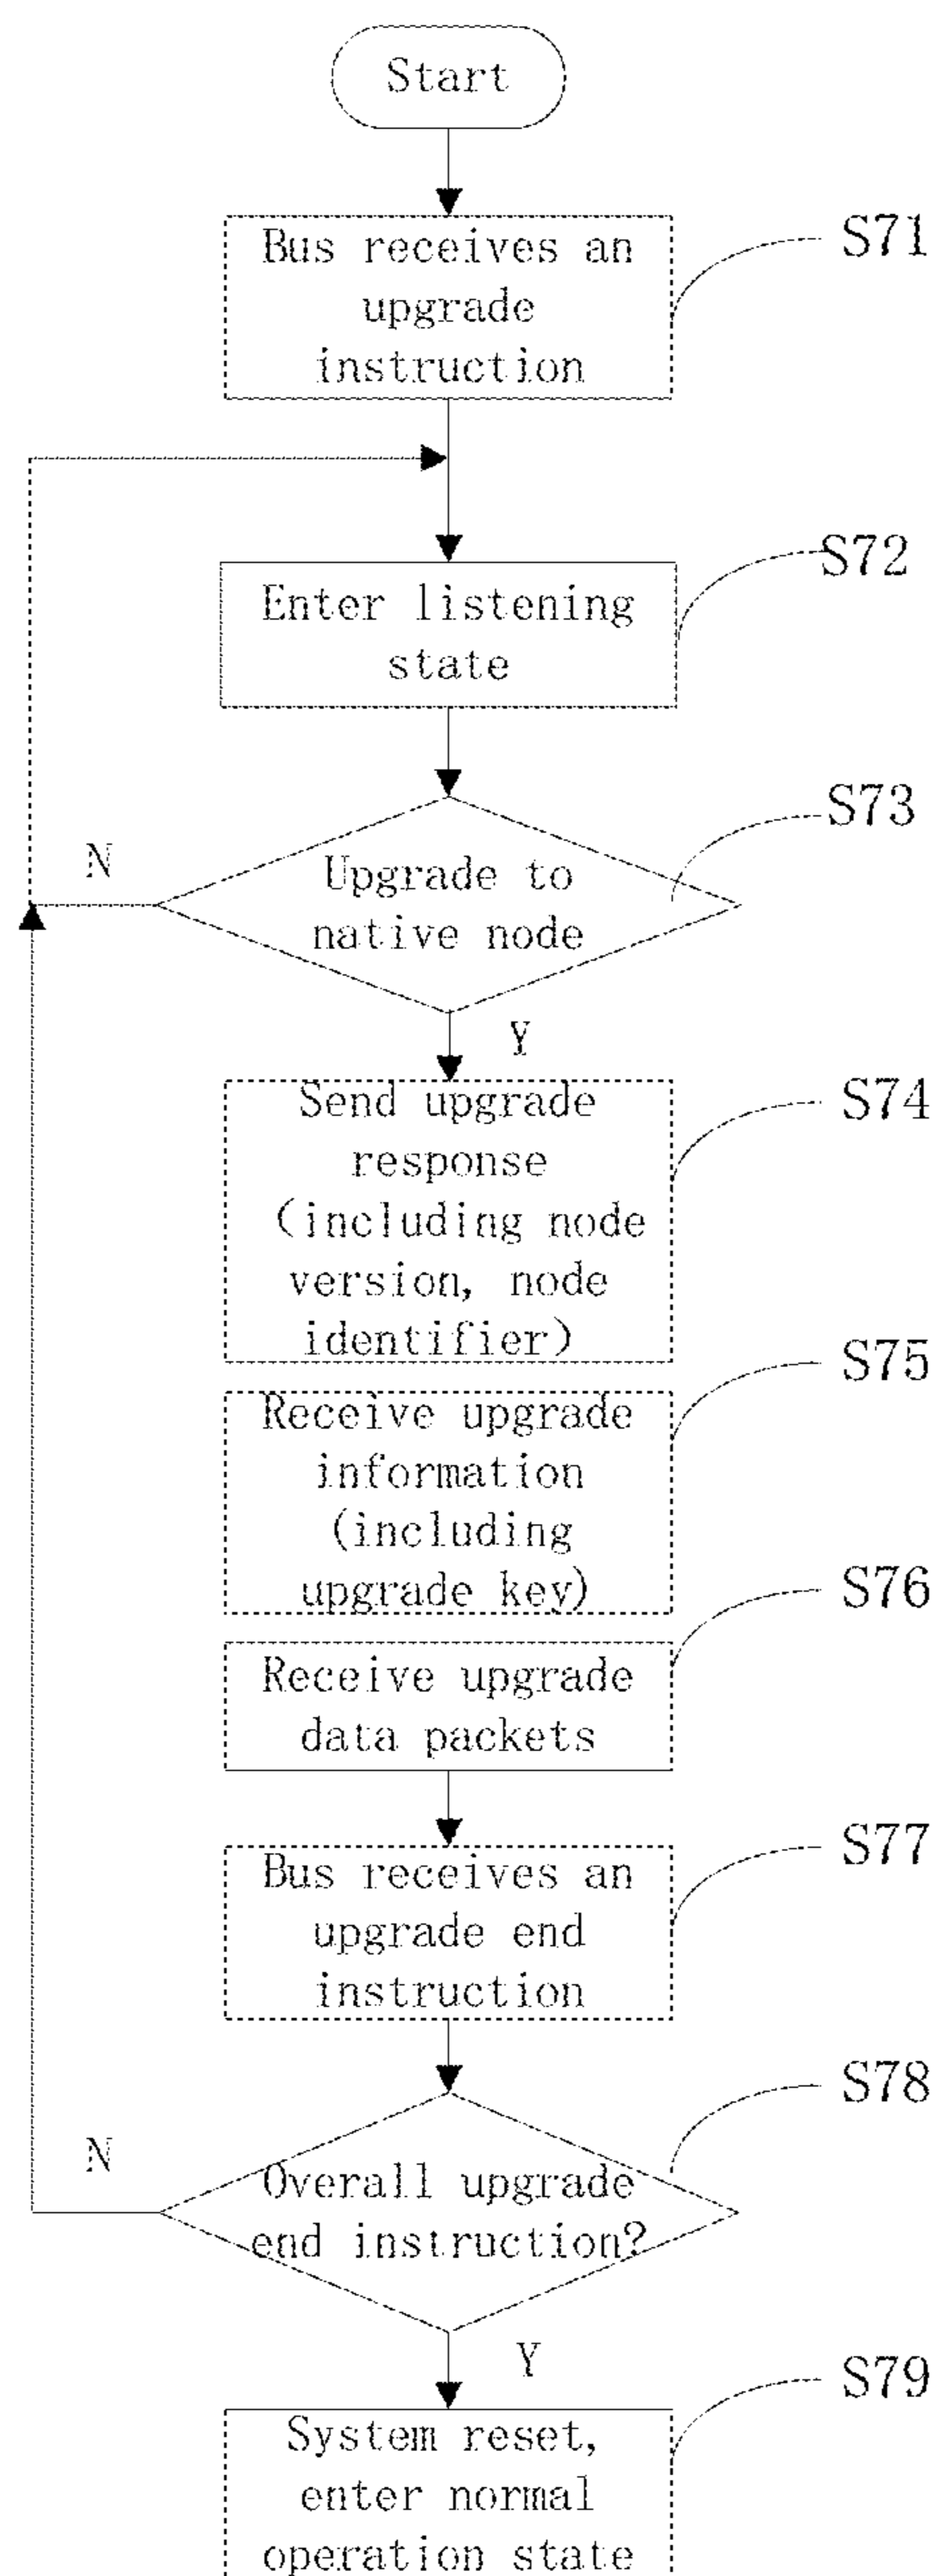 Start
Bus receives an
upgrade
instruction
S71
Enter listening
state
S72
Upgrade to
native node
S73
N
Y
Send upgrade
response
(including node
version, node
identifier)
S74
Receive upgrade
information
(including
upgrade key)
S75
Receive upgrade
data packets
S76
Bus receives an
upgrade end
instruction
S77
Overall upgrade
end instruction?
S78
N
Y
System reset,
enter normal
operation state
S79